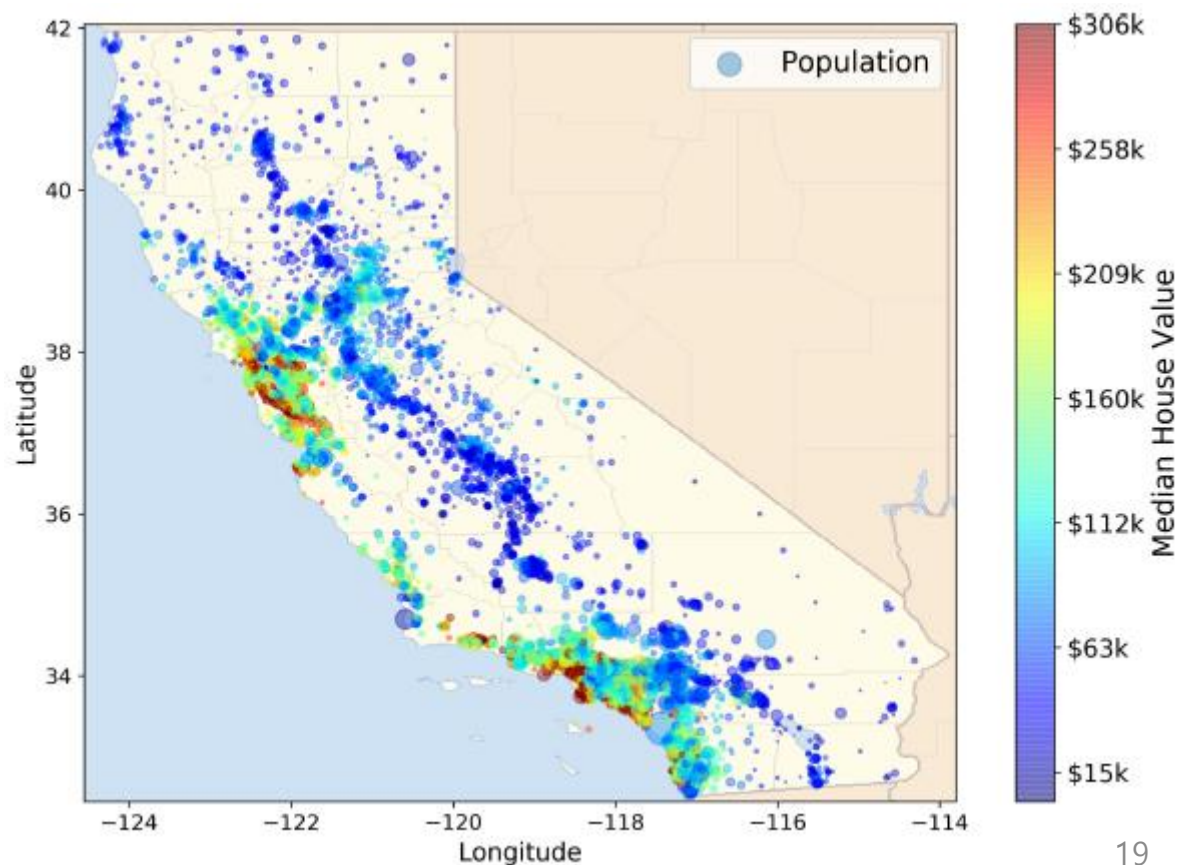 Population
42
40
38
36
34
Latitude
−124
−122
−120
−118
−116
−114
Longitude
$306k
$258k
$209k
$160k
$112k
$63k
$15k
Median House Value
19